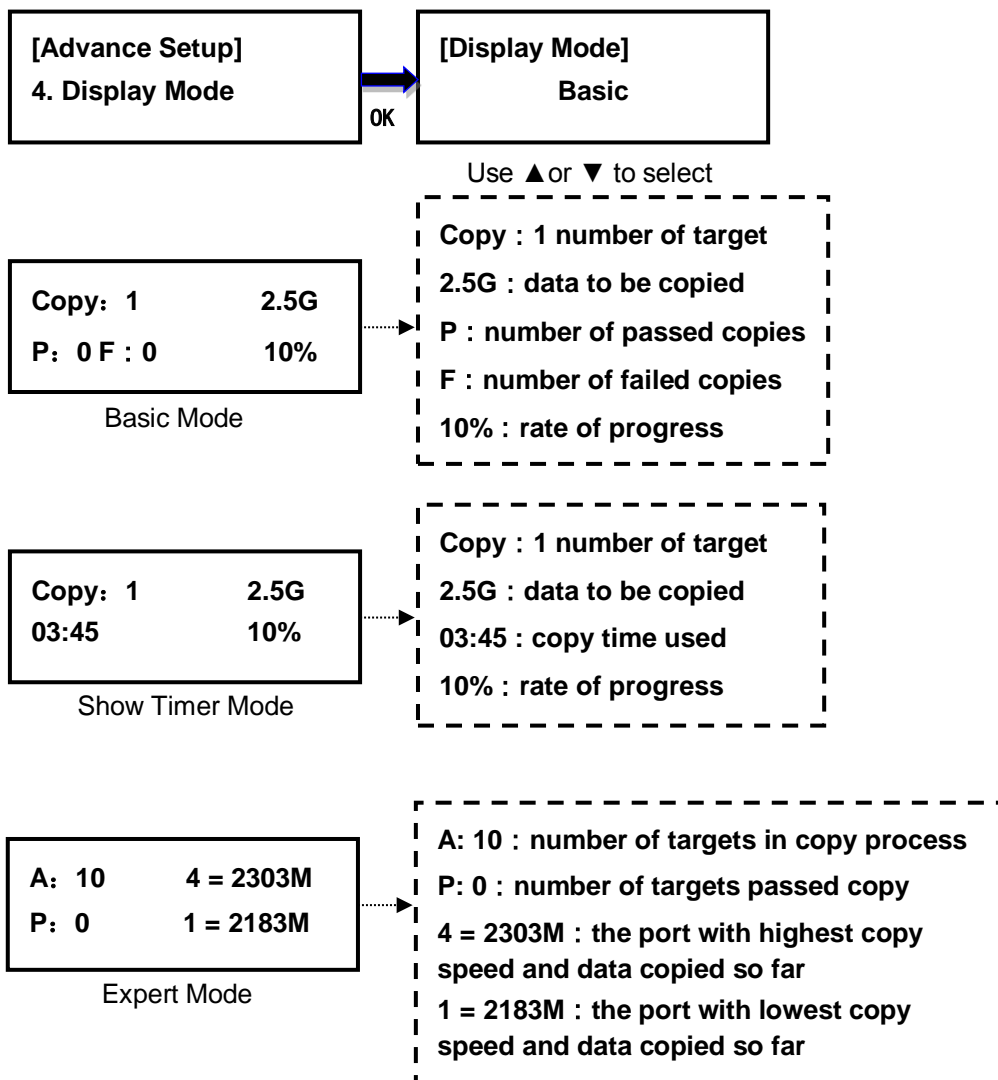 [Advance Setup]
4. Display Mode
OK
[Display Mode]
Basic
Use ▲or ▼ to select
Copy：1 2.5G
P：0 F：0 10%
Basic Mode
Copy：1 number of target
2.5G：data to be copied
P：number of passed copies
F：number of failed copies
10%：rate of progress
Copy：1 2.5G
03:45 10%
Show Timer Mode
Copy：1 number of target
2.5G：data to be copied
03:45：copy time used
10%：rate of progress
A：10 4 = 2303M
P：0 1 = 2183M
Expert Mode
A: 10：number of targets in copy process
P: 0：number of targets passed copy
4 = 2303M：the port with highest copy
speed and data copied so far
1 = 2183M：the port with lowest copy
speed and data copied so far